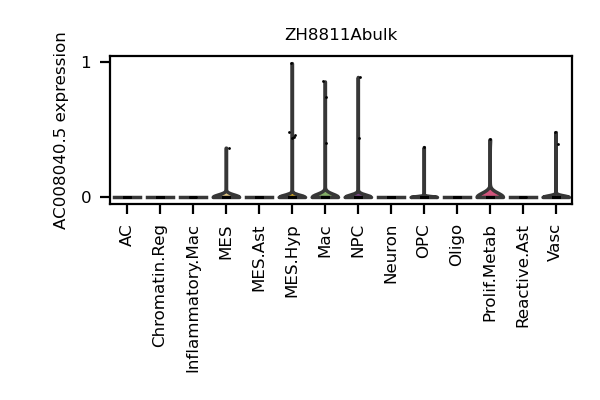 ZH8811Abulk
AC008040.5 expression
1
0
AC
Chromatin.Reg
Inflammatory.Mac
MES
MES.Ast
MES.Hyp
Mac
NPC
Neuron
OPC
Oligo
Prolif.Metab
Reactive.Ast
Vasc